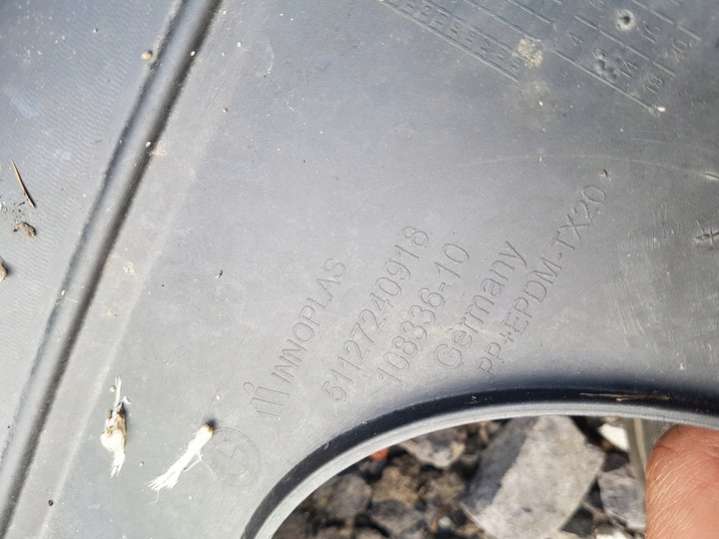 INNOPLAS
51127240918
108336-10
Germany
PP+EPDM-TX20